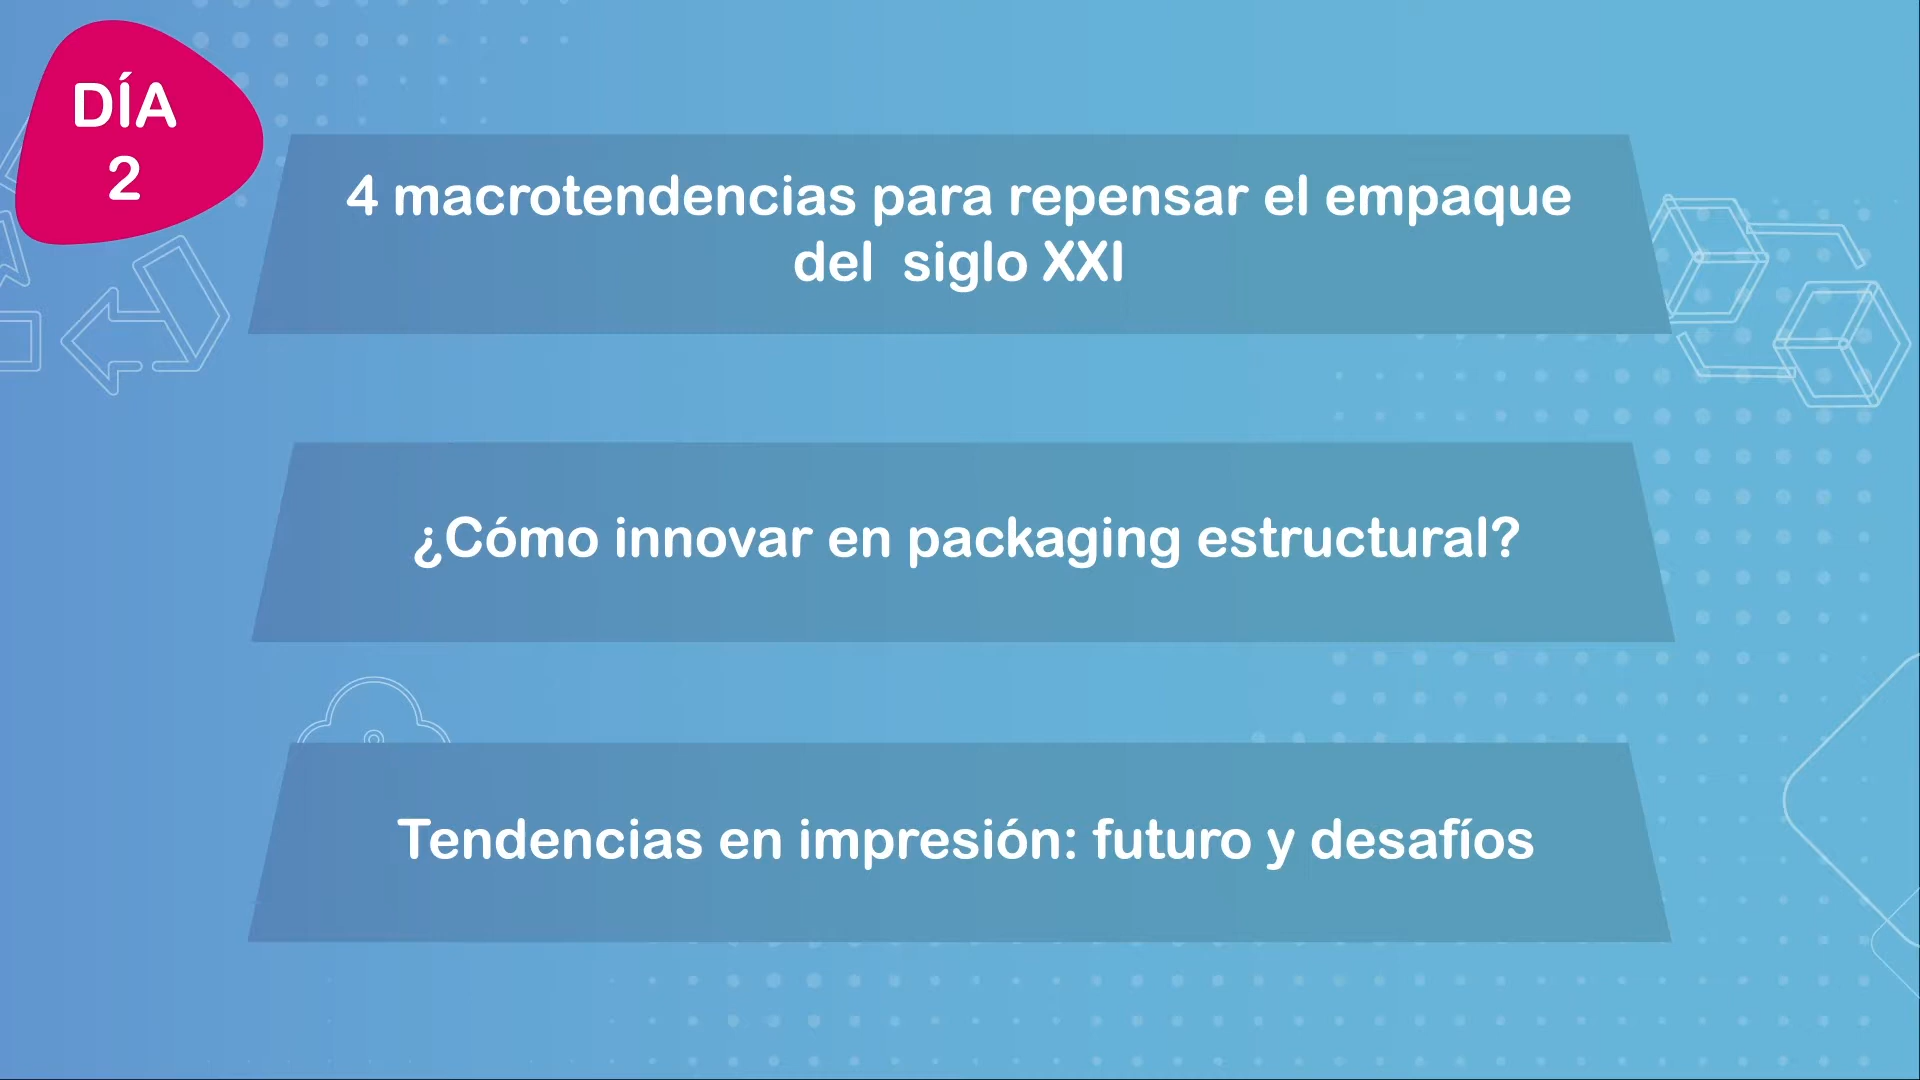 DÍA
2
4 macrotendencias para repensar el empaque
del siglo XXI
¿Cómo innovar en packaging estructural?
Tendencias en impresión: futuro y desafíos